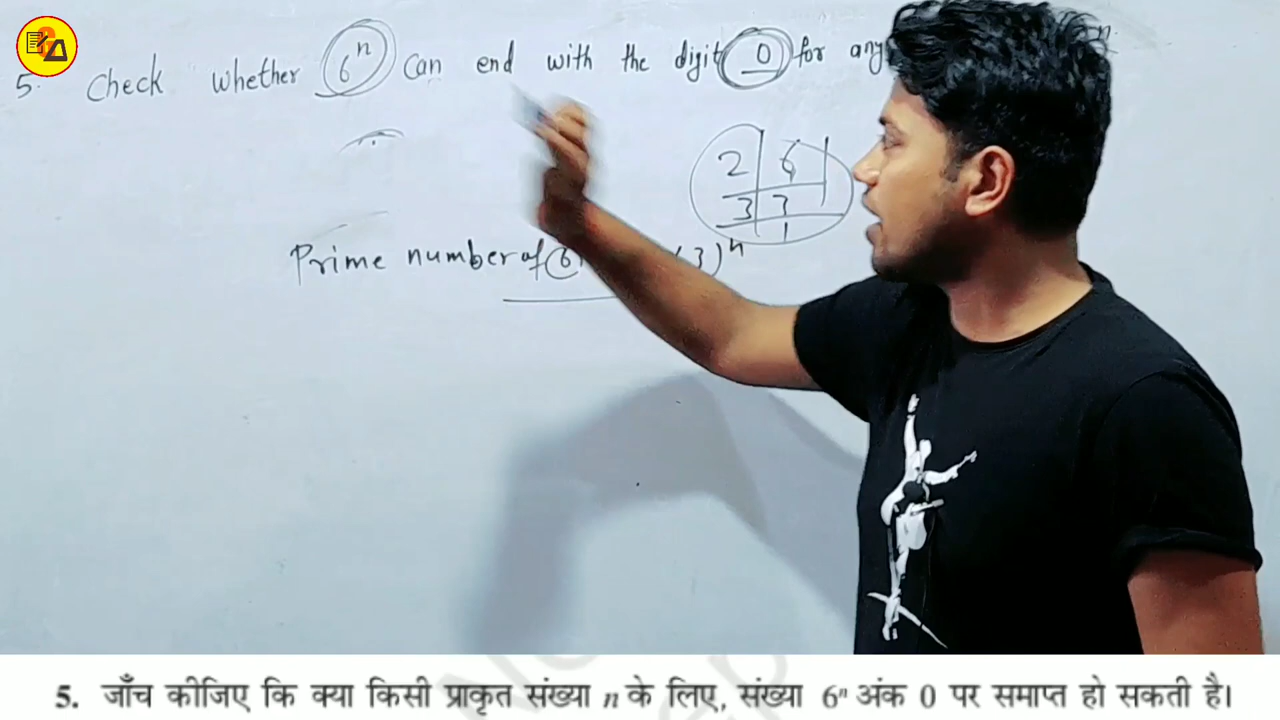 5. Check whether 6ⁿ can end with the digit 0 for any n.
2 6
3 3
1
Prime number of 6 3)ⁿ
5. जाँच कीजिए कि क्या किसी प्राकृत संख्या n के लिए, संख्या 6ⁿ अंक 0 पर समाप्त हो सकती है।